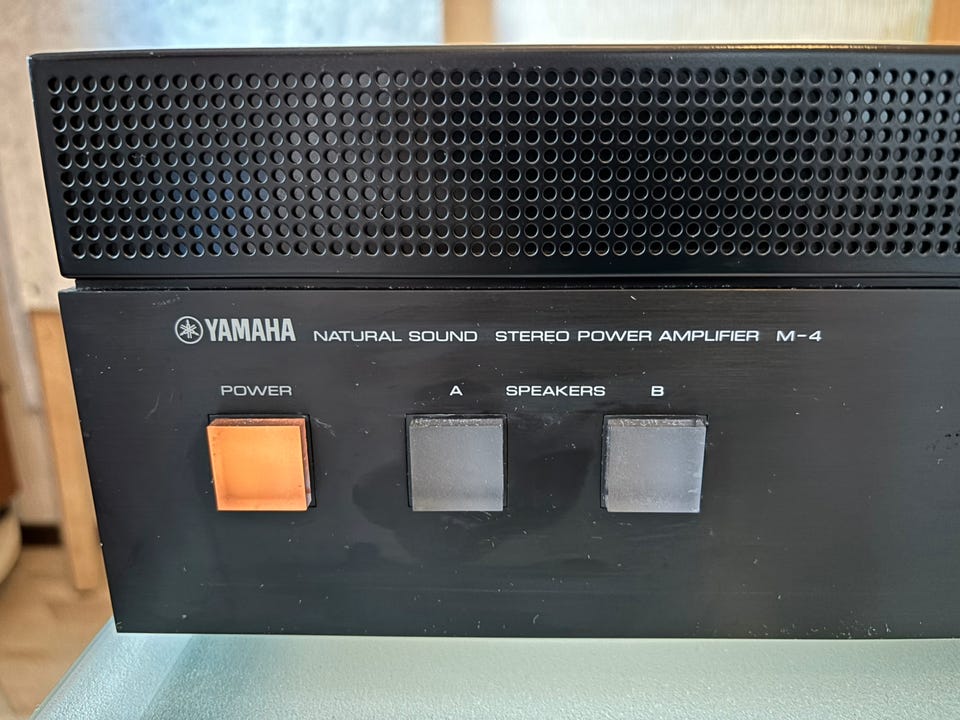 YAMAHA NATURAL SOUND STEREO POWER AMPLIFIER M-4
POWER A SPEAKERS B